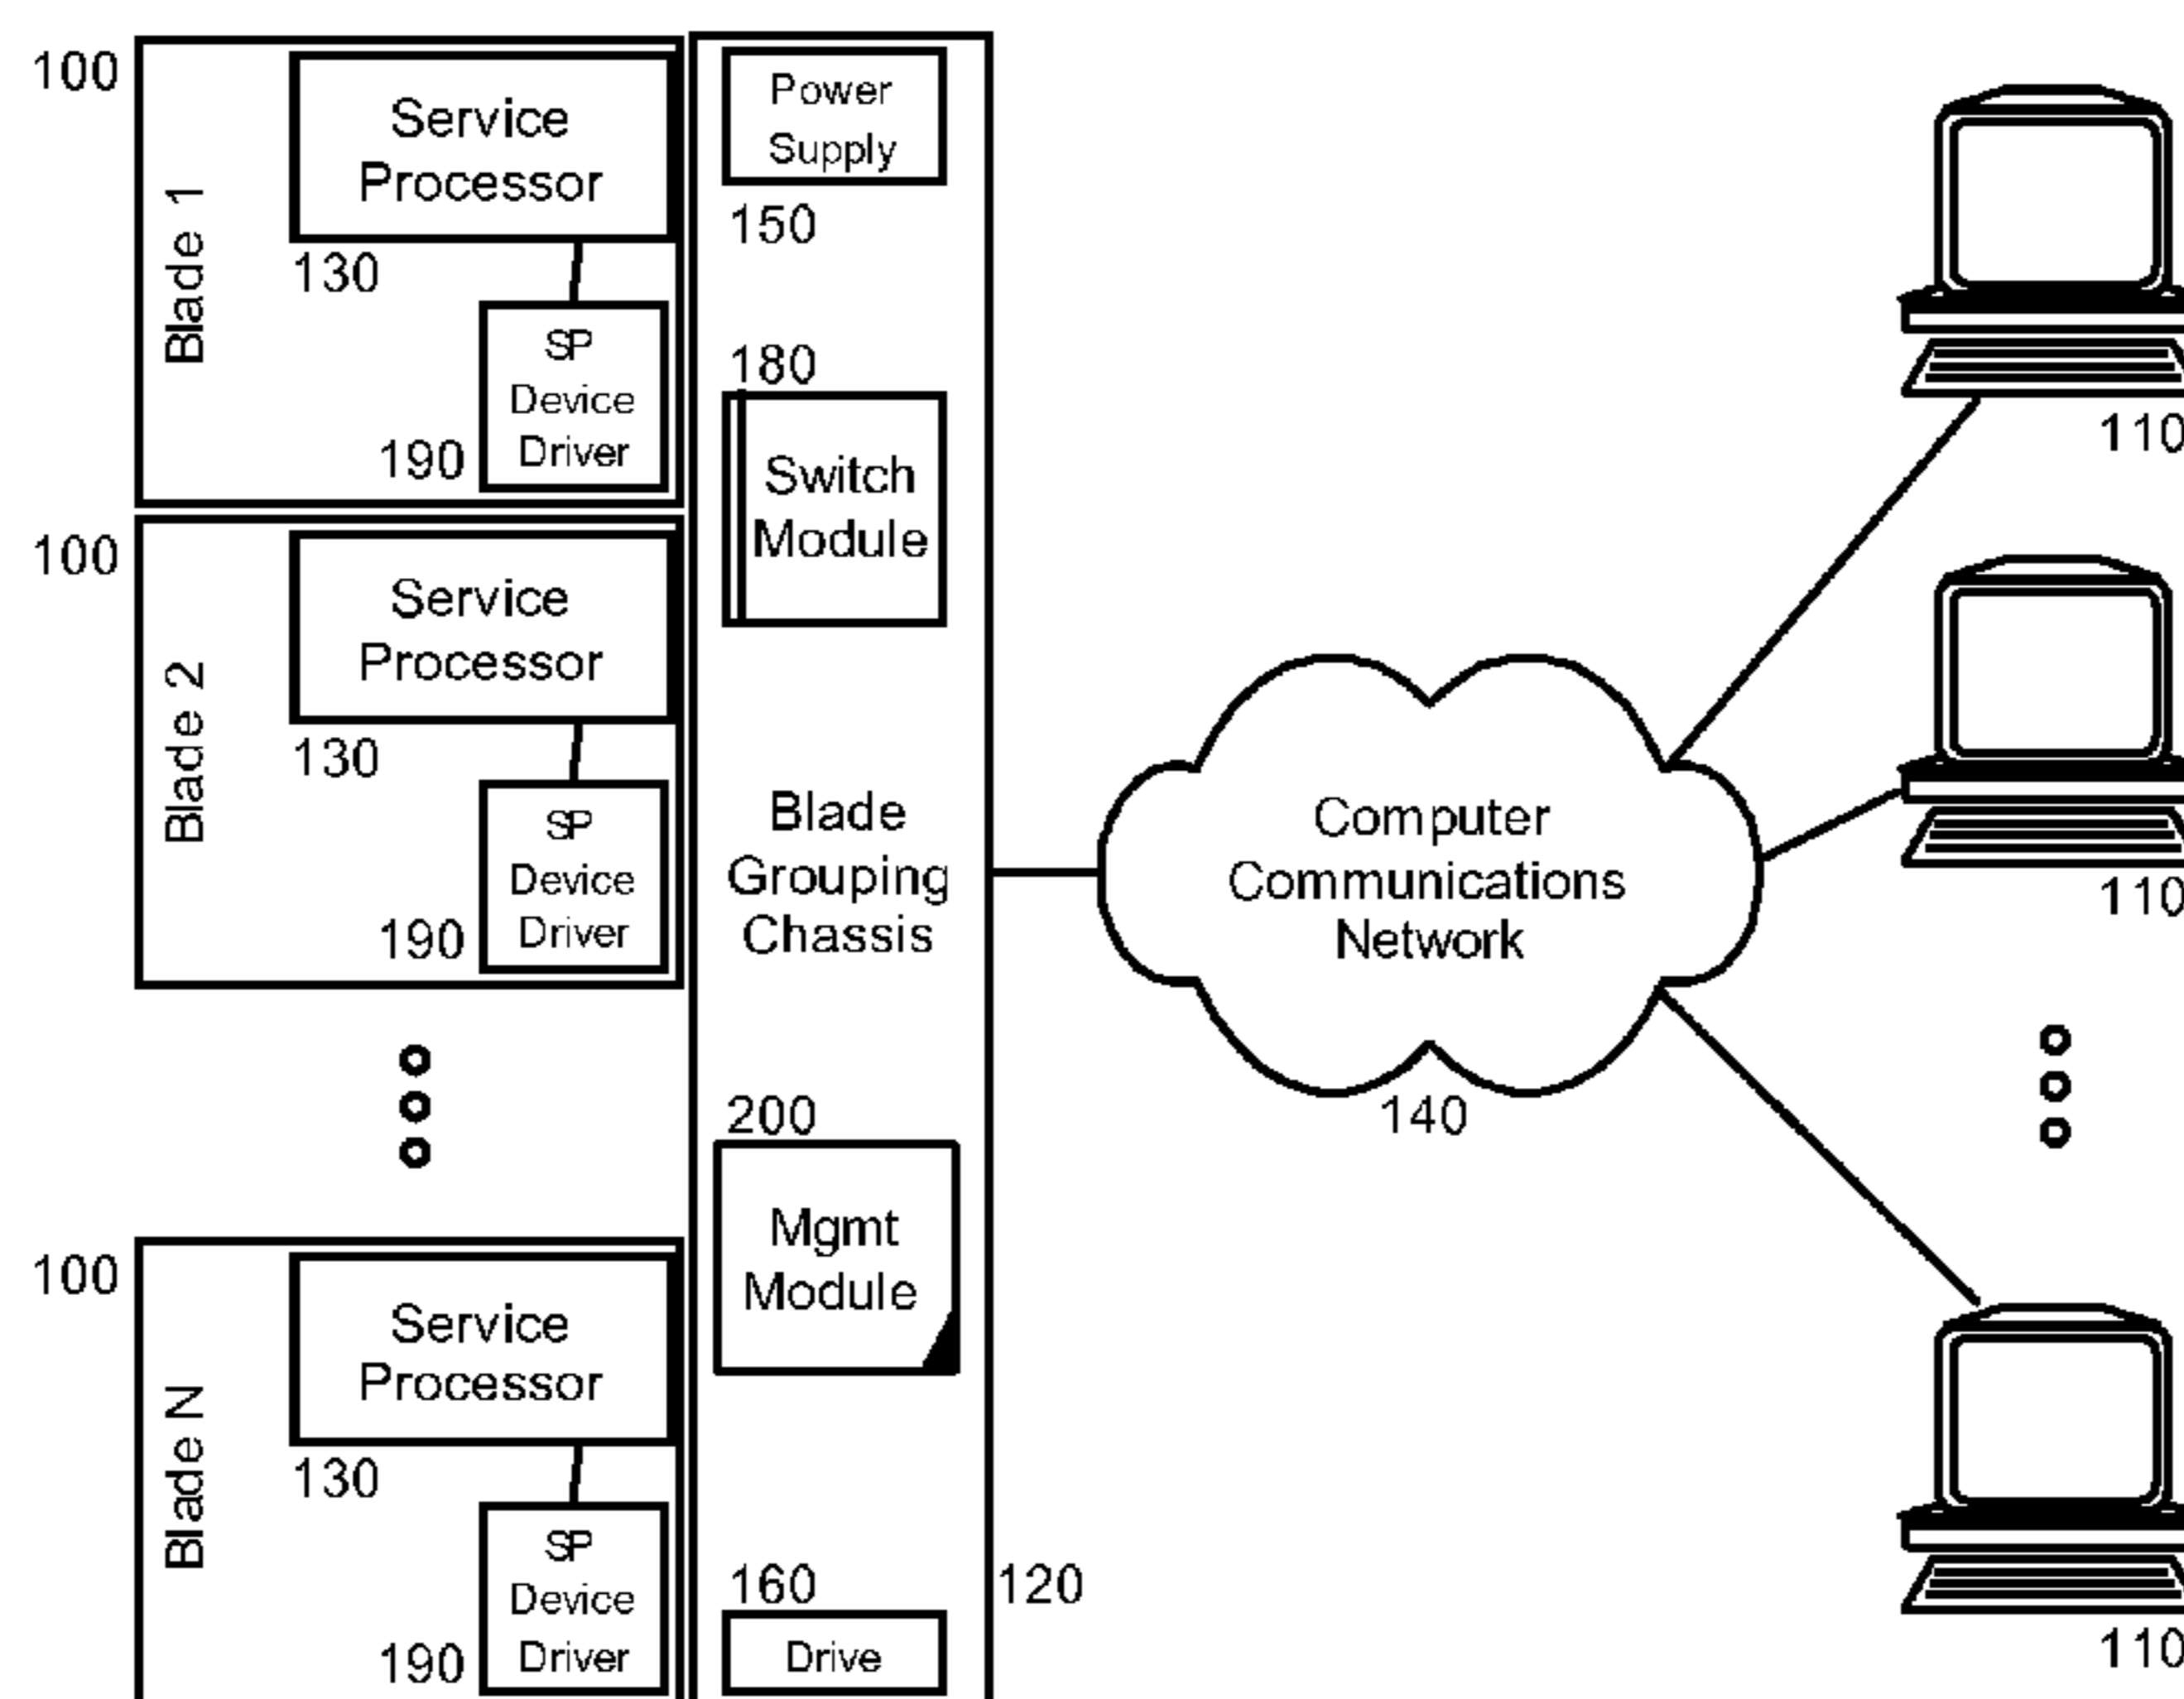 100
Blade 1
Service
Processor
130
SP
Device
Driver
190
100
Blade 2
Service
Processor
130
SP
Device
Driver
190
100
Blade N
Service
Processor
130
SP
Device
Driver
190
Power
Supply
150
180
Switch
Module
Blade
Grouping
Chassis
200
Mgmt
Module
160
Drive
120
Computer
Communications
Network
140
110
110
110